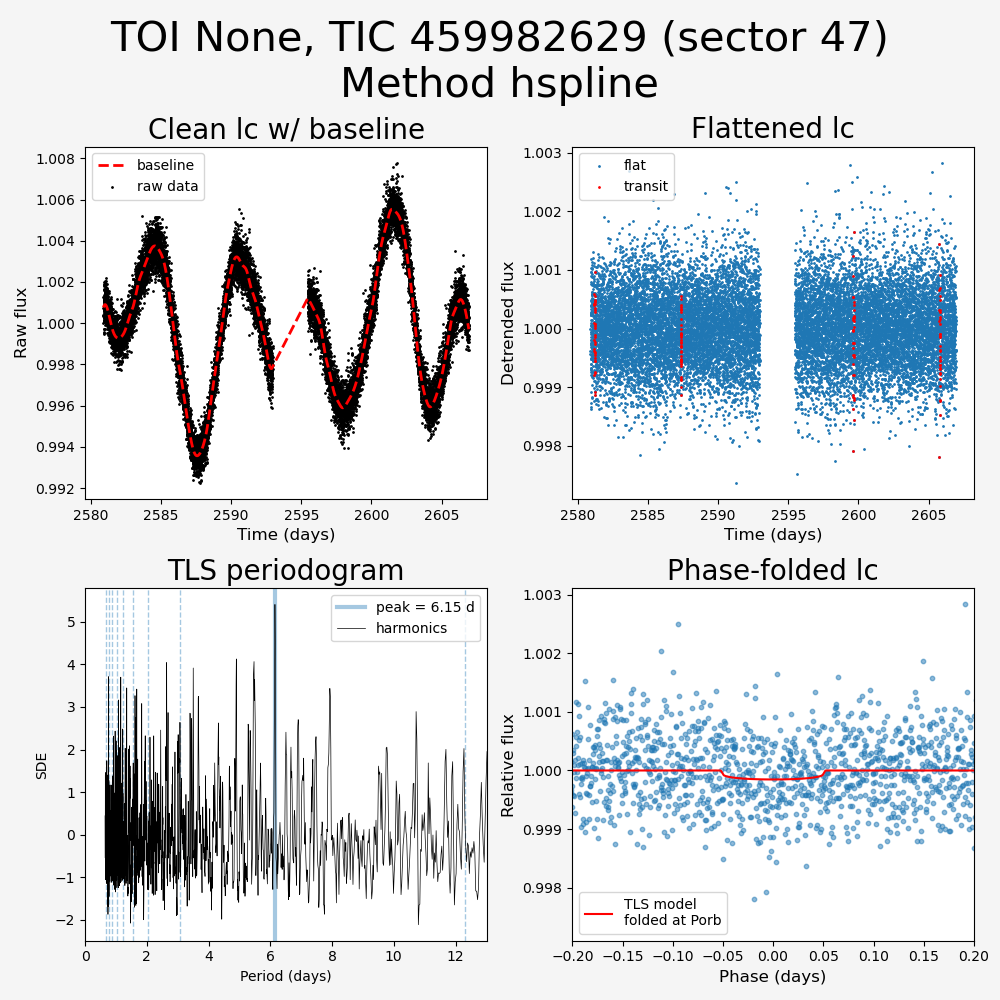 TOI None, TIC 459982629 (sector 47)
Method hspline
Clean lc w/ baseline
baseline
raw data
Raw flux
1.008
1.006
1.004
1.002
1.000
0.998
0.996
0.994
0.992
2580
2585
2590
2595
2600
2605
Time (days)
Flattened lc
flat
transit
Detrended flux
1.003
1.002
1.001
1.000
0.999
0.998
2580
2585
2590
2595
2600
2605
Time (days)
TLS periodogram
peak = 6.15 d
harmonics
SDE
5
4
3
2
1
0
−1
−2
0
2
4
6
8
10
12
Period (days)
Phase-folded lc
Relative flux
1.003
1.002
1.001
1.000
0.999
0.998
TLS model
folded at Porb
−0.20
−0.15
−0.10
−0.05
0.00
0.05
0.10
0.15
0.20
Phase (days)